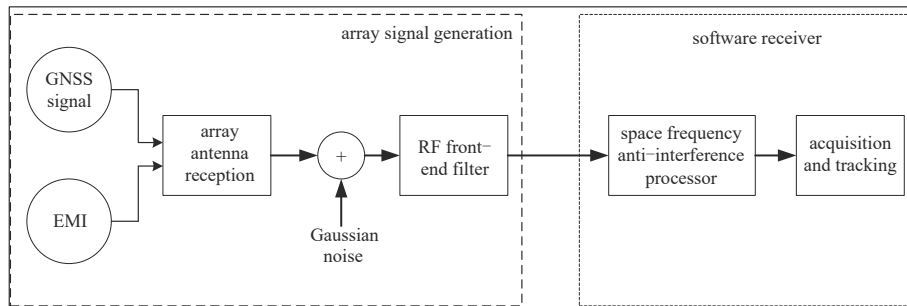 array signal generation
software receiver
GNSS
signal
EMI
array
antenna
reception
+
Gaussian
noise
RF front−
end filter
space frequency
anti−interference
processor
acquisition
and tracking